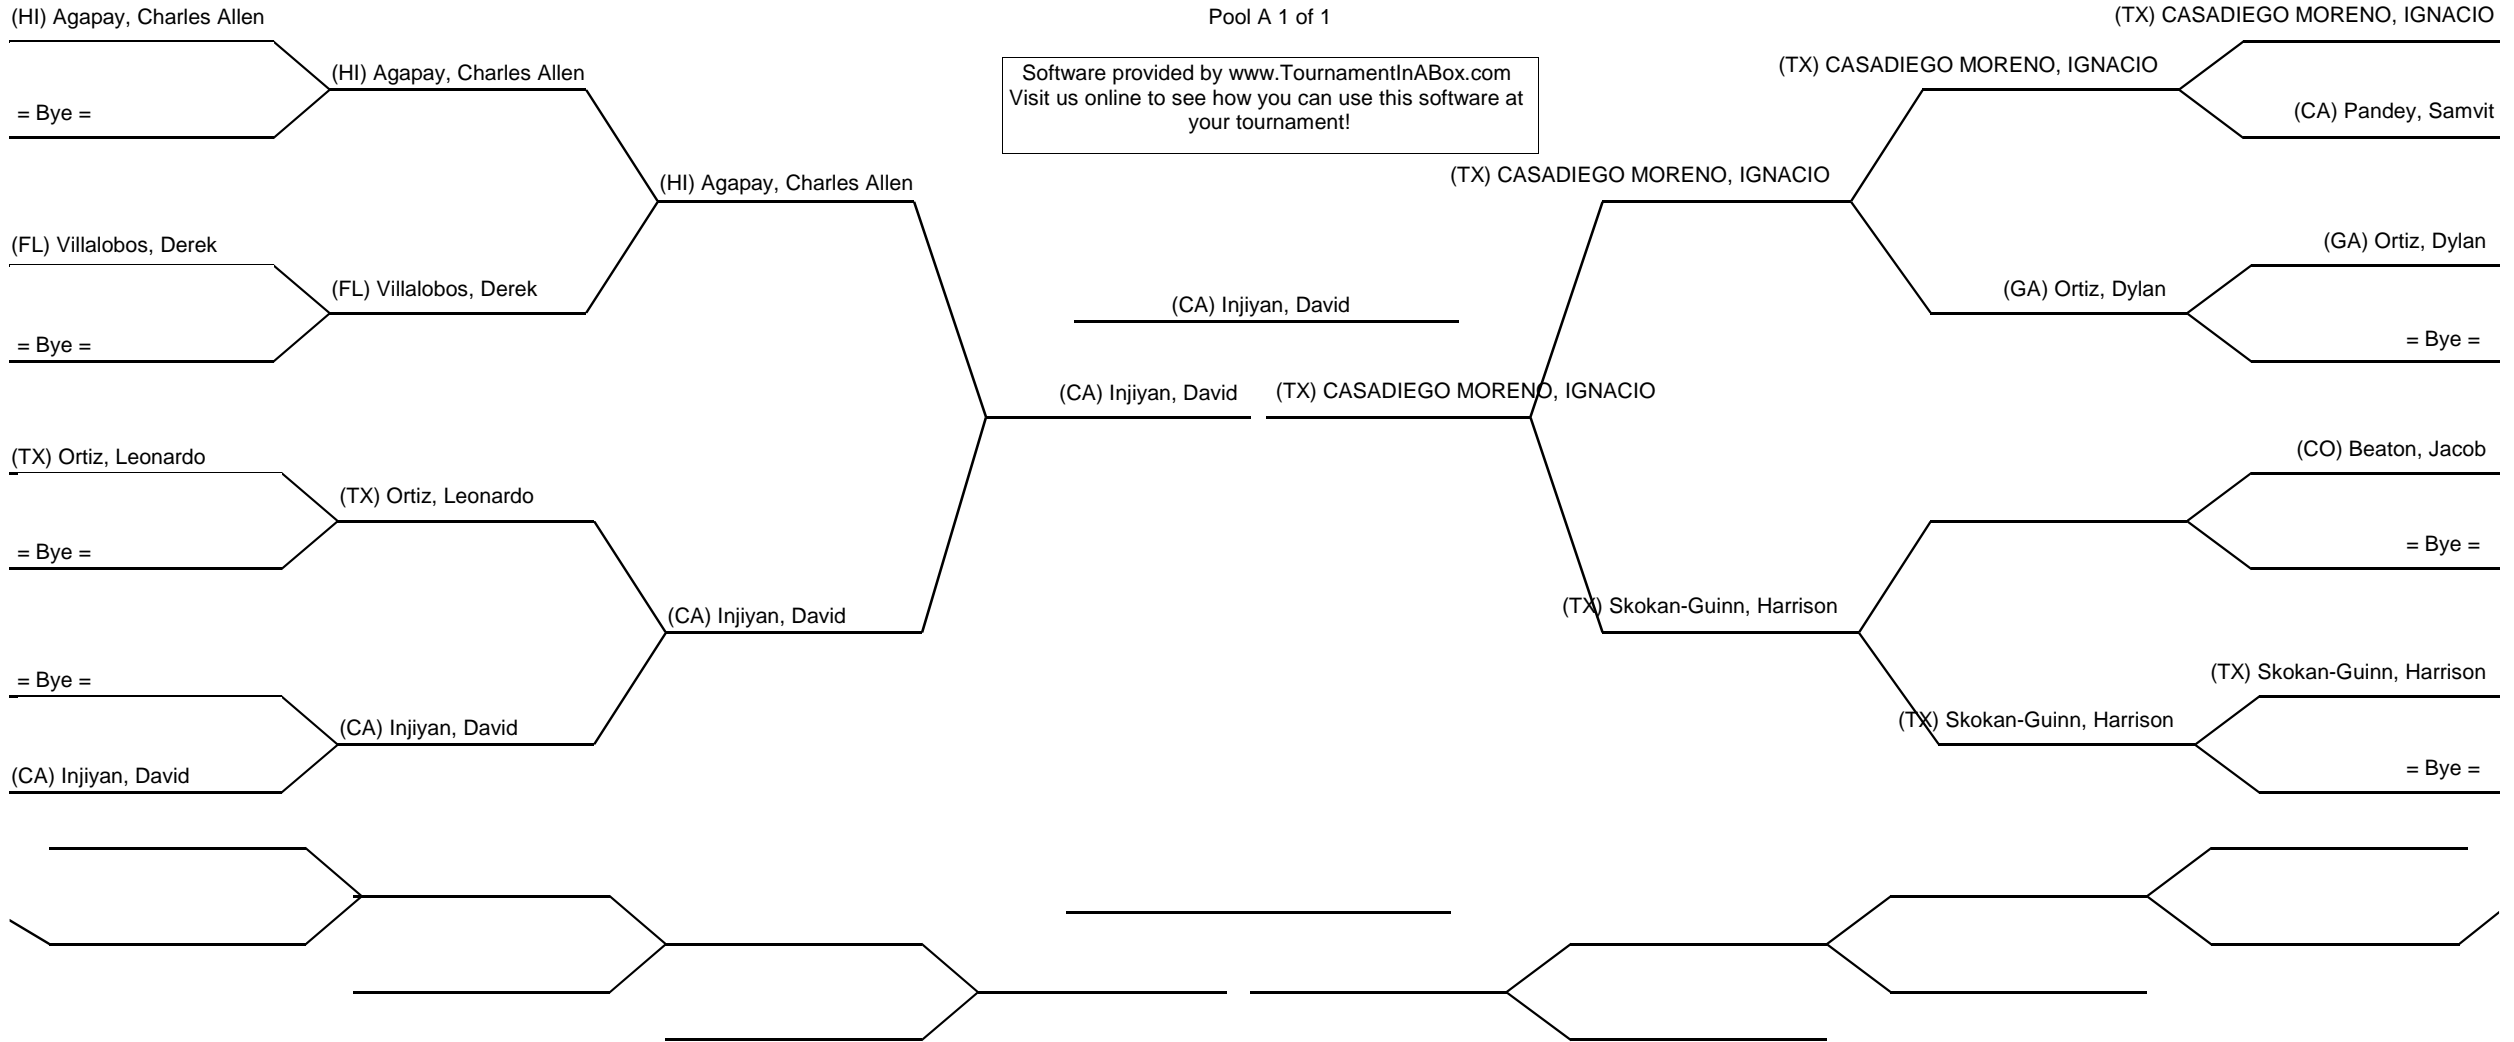 (HI) Agapay, Charles Allen
Pool A 1 of 1
(TX) CASADIEGO MORENO, IGNACIO
(HI) Agapay, Charles Allen
Software provided by www.TournamentInABox.com
Visit us online to see how you can use this software at
your tournament!
(TX) CASADIEGO MORENO, IGNACIO
= Bye =
(CA) Pandey, Samvit
(HI) Agapay, Charles Allen
(TX) CASADIEGO MORENO, IGNACIO
(FL) Villalobos, Derek
(GA) Ortiz, Dylan
(FL) Villalobos, Derek
(CA) Injiyan, David
(GA) Ortiz, Dylan
= Bye =
= Bye =
(CA) Injiyan, David
(TX) CASADIEGO MORENO, IGNACIO
(TX) Ortiz, Leonardo
(CO) Beaton, Jacob
(TX) Ortiz, Leonardo
= Bye =
= Bye =
(CA) Injiyan, David
(TX) Skokan-Guinn, Harrison
= Bye =
(TX) Skokan-Guinn, Harrison
(CA) Injiyan, David
(TX) Skokan-Guinn, Harrison
(CA) Injiyan, David
= Bye =